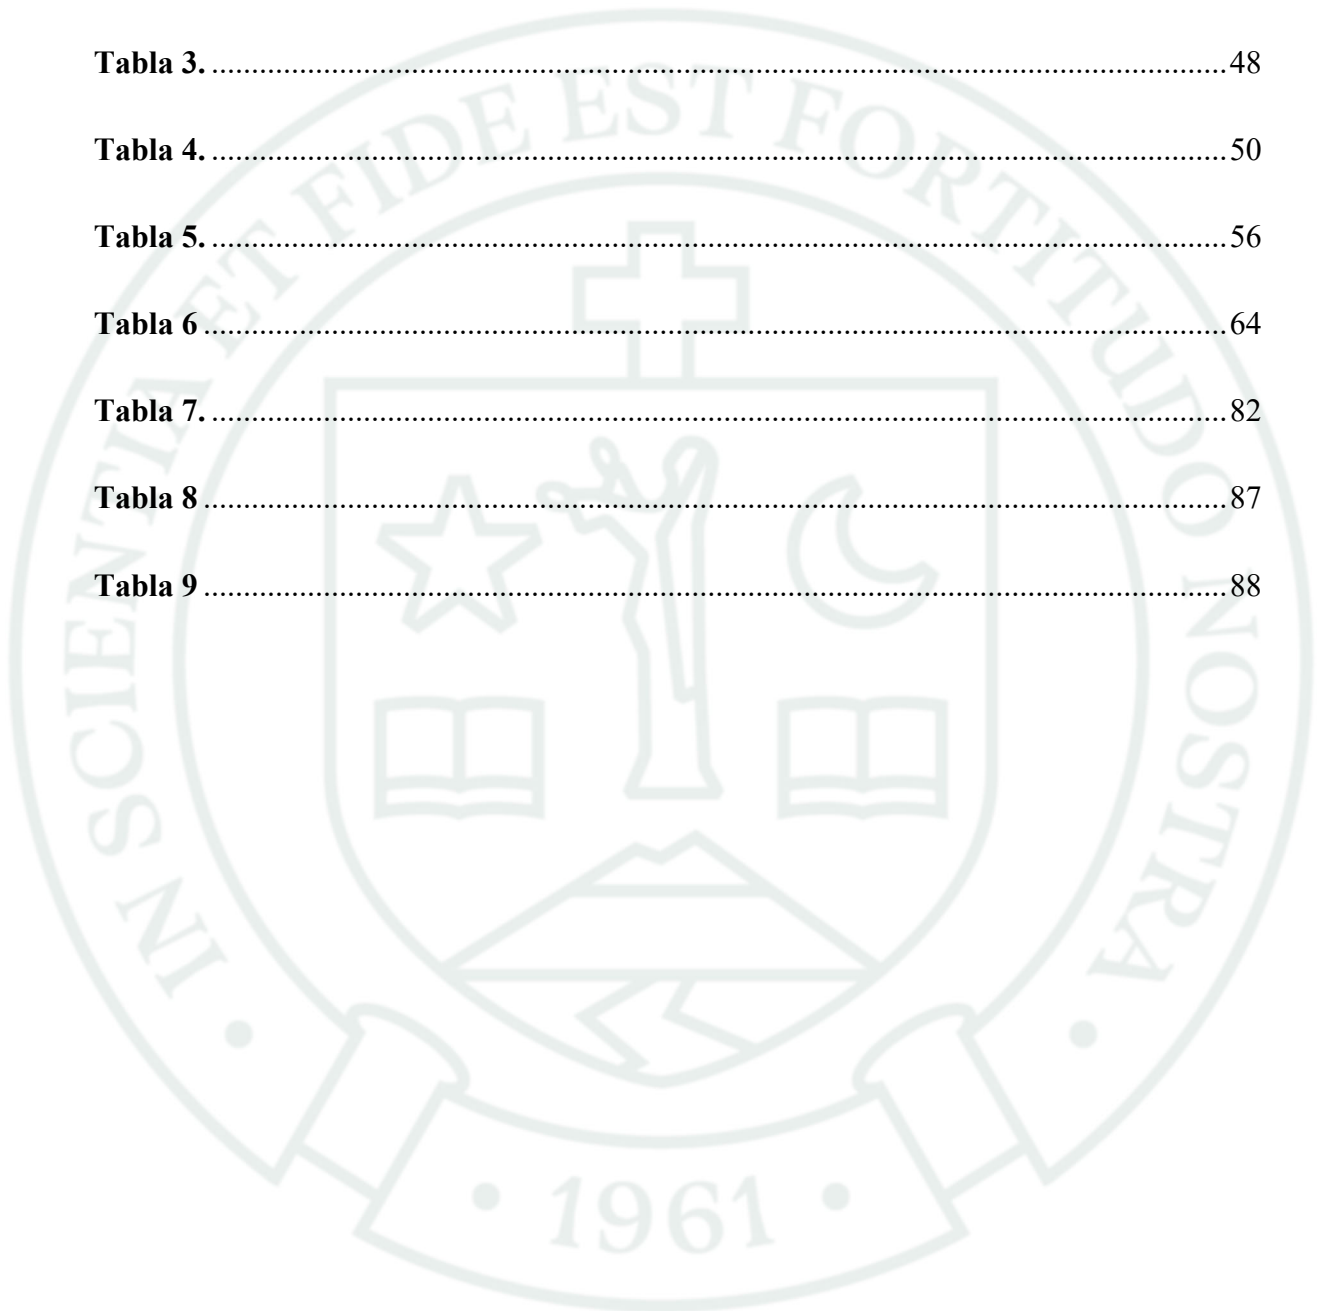 Tabla 3. ........................................................ 48
Tabla 4. ........................................................ 50
Tabla 5. ........................................................ 56
Tabla 6 ........................................................ 64
Tabla 7. ........................................................ 82
Tabla 8 ........................................................ 87
Tabla 9 ........................................................ 88
IN SCIENTIA ET FIDE EST FORTITUDO NOSTRA
• 1961 •